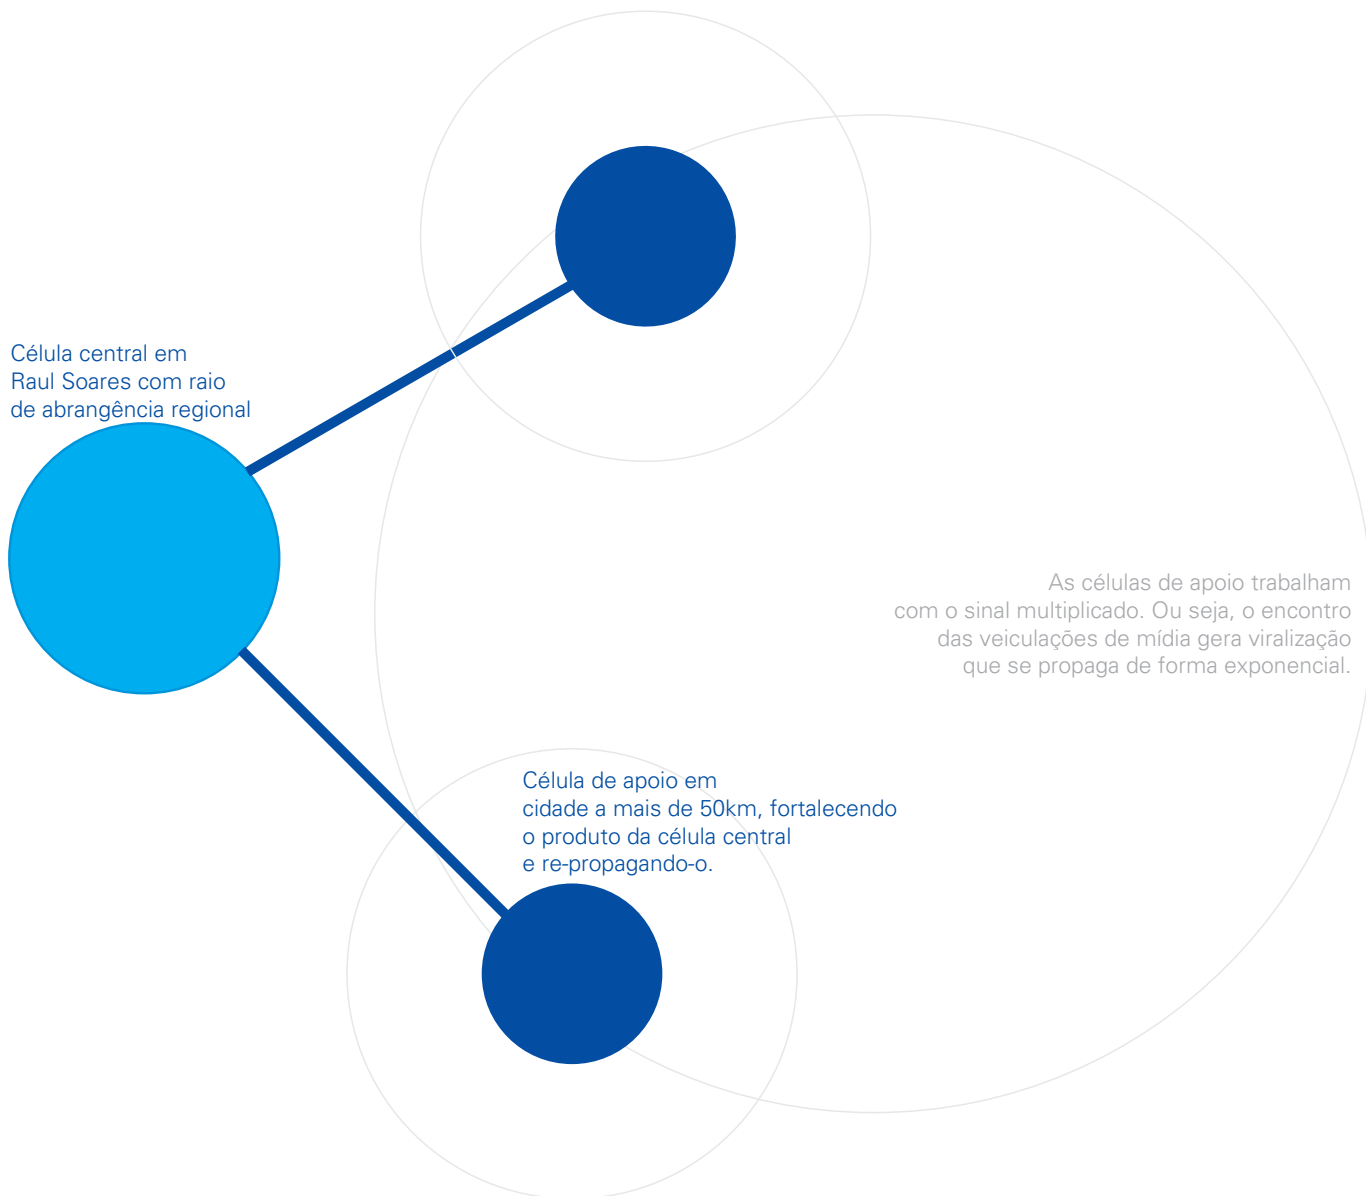 Célula central em
Raul Soares com raio
de abrangência regional
As células de apoio trabalham
com o sinal multiplicado. Ou seja, o encontro
das veiculações de mídia gera viralização
que se propaga de forma exponencial.
Célula de apoio em
cidade a mais de 50km, fortalecendo
o produto da célula central
e re-propagando-o.